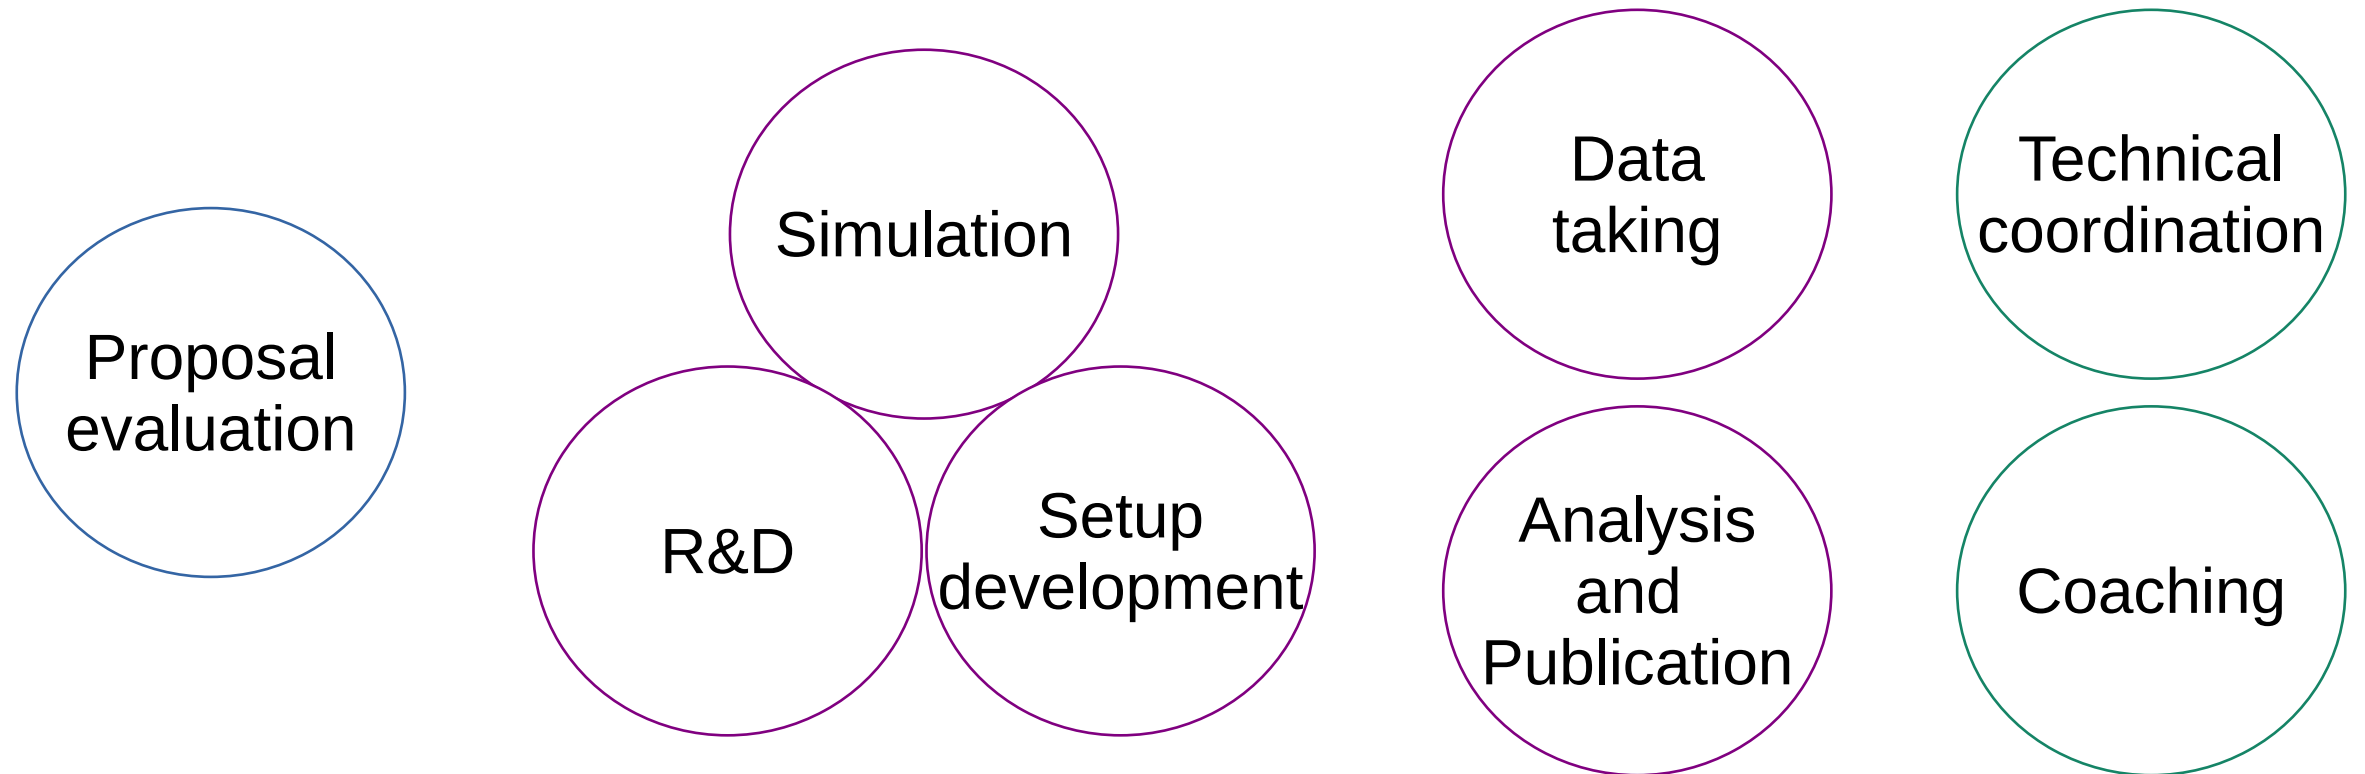 Proposal
evaluation
Simulation
R&D
Setup
development
Data
taking
Analysis
and
Publication
Technical
coordination
Coaching